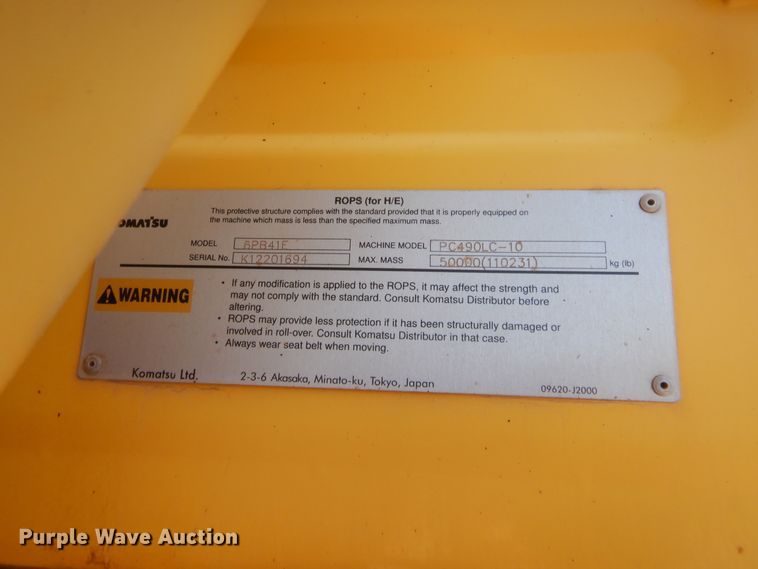 ROPS (for H/E)
This protective structure complies with the standard provided that it is properly equipped on
the machine which mass is less than the specified maximum mass.
OMATSU
MODEL MACHINE MODEL PC490LC-10
SERIAL No. K12201694 MAX. MASS 50000(110231) kg (lb)
WARNING
• If any modification is applied to the ROPS, it may affect the strength and
may not comply with the standard. Consult Komatsu Distributor before
altering.
• ROPS may provide less protection if it has been structurally damaged or
involved in roll-over. Consult Komatsu Distributor in that case.
• Always wear seat belt when moving.
Komatsu Ltd. 2-3-6 Akasaka, Minato-ku, Tokyo, Japan 09620-J2000
Purple Wave Auction